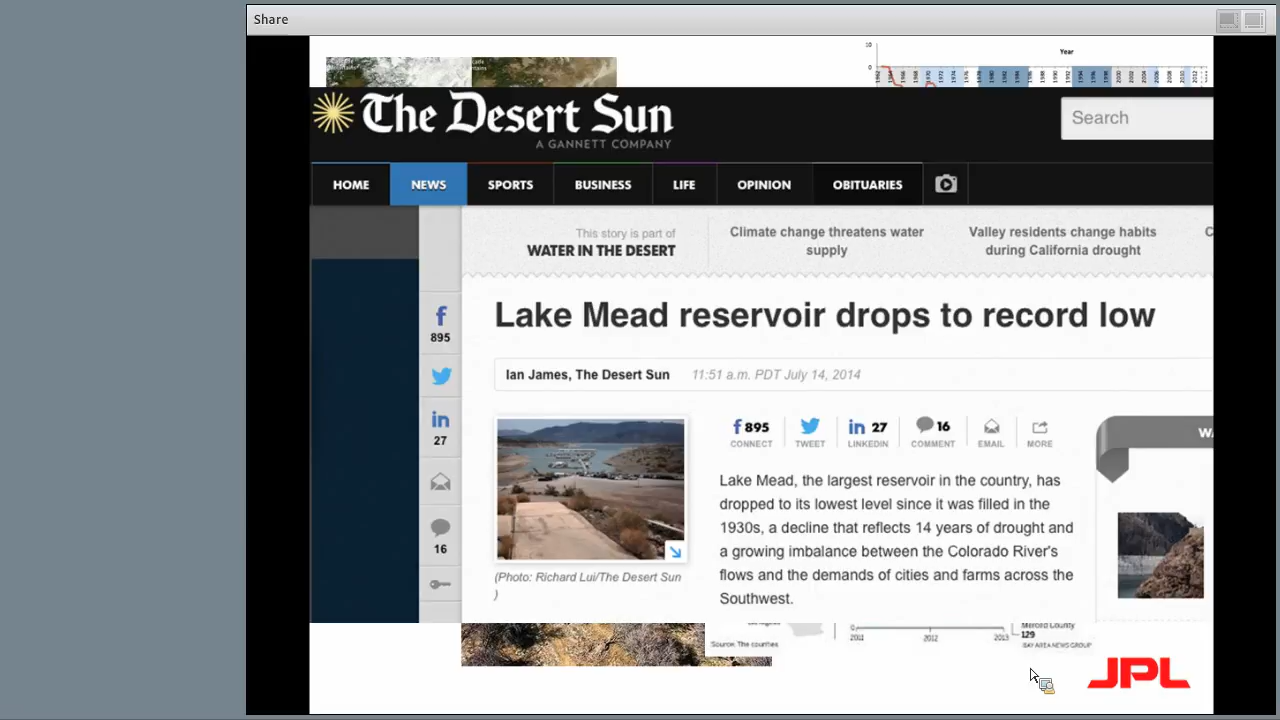 Share
10
Year
0
The Desert Sun
A GANNETT COMPANY
Search
HOME NEWS SPORTS BUSINESS LIFE OPINION OBITUARIES
This story is part of
WATER IN THE DESERT
Climate change threatens water
supply
Valley residents change habits
during California drought
C
Lake Mead reservoir drops to record low
Ian James, The Desert Sun 11:51 a.m. PDT July 14, 2014
895
27
16
(Photo: Richard Lui/The Desert Sun
)
895 27 16
CONNECT TWEET LINKEDIN COMMENT EMAIL MORE
Lake Mead, the largest reservoir in the country, has
dropped to its lowest level since it was filled in the
1930s, a decline that reflects 14 years of drought and
a growing imbalance between the Colorado River's
flows and the demands of cities and farms across the
Southwest.
Source: The counties
0
2011 2012 2013
Merced County
129
BAY AREA NEWS GROUP
JPL